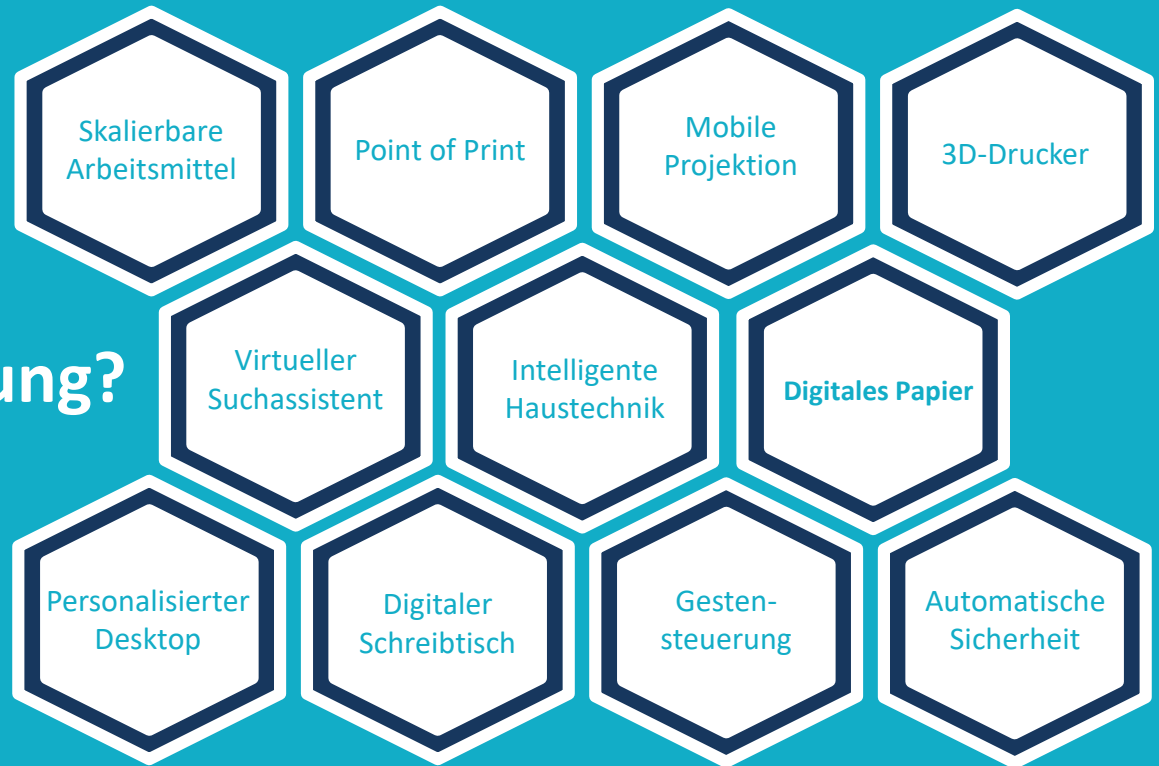 Skalierbare
Arbeitsmittel
Point of Print
Mobile
Projektion
3D-Drucker
ung?
Virtueller
Suchassistent
Intelligente
Haustechnik
Digitales Papier
Personalisierter
Desktop
Digitaler
Schreibtisch
Gesten-
steuerung
Automatische
Sicherheit